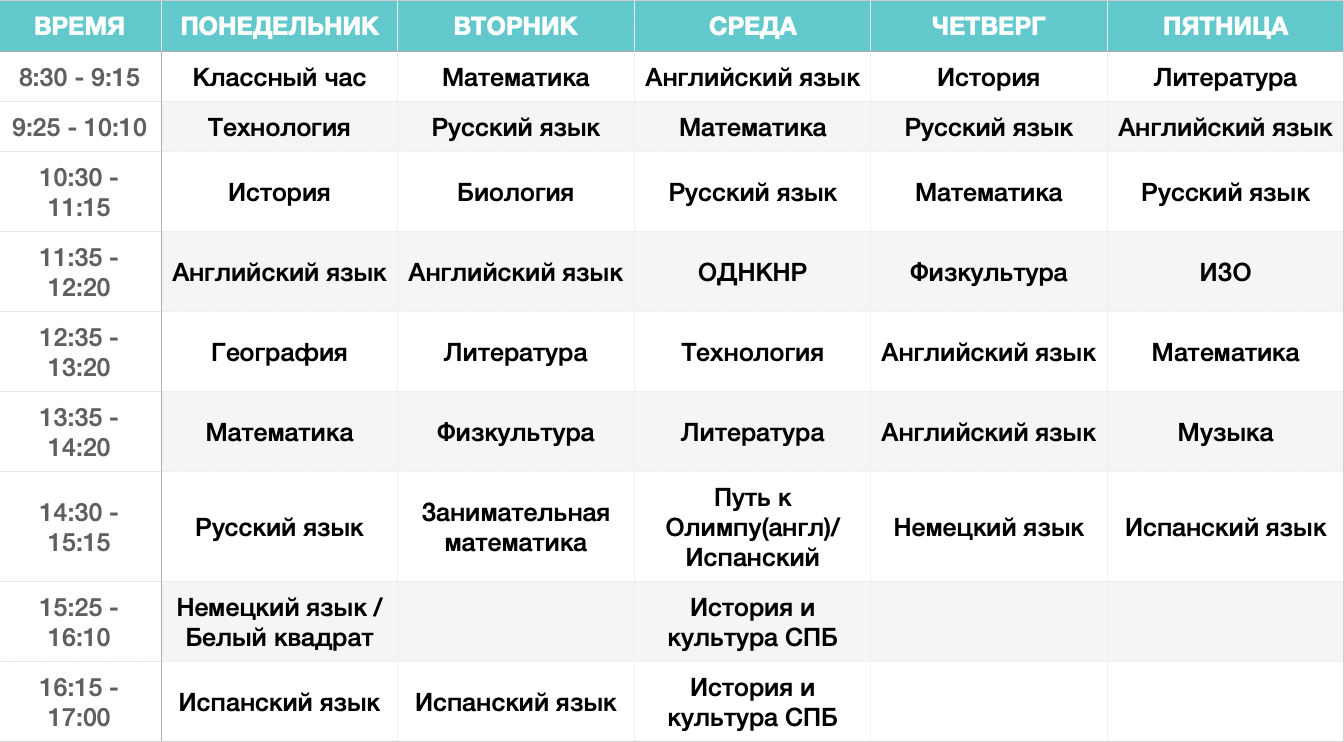 ВРЕМЯ ПОНЕДЕЛЬНИК ВТОРНИК СРЕДА ЧЕТВЕРГ ПЯТНИЦА
8:30 - 9:15 Классный час Математика Английский язык История Литература
9:25 - 10:10 Технология Русский язык Математика Русский язык Английский язык
10:30 -
11:15 История Биология Русский язык Математика Русский язык
11:35 -
12:20 Английский язык Английский язык ОДНКНР Физкультура ИЗО
12:35 -
13:20 География Литература Технология Английский язык Математика
13:35 -
14:20 Математика Физкультура Литература Английский язык Музыка
14:30 -
15:15 Русский язык Занимательная
математика Путь к
Олимпу(англ)/
Испанский Немецкий язык Испанский язык
15:25 -
16:10 Немецкий язык /
Белый квадрат История и
культура СПБ
16:15 -
17:00 Испанский язык Испанский язык История и
культура СПБ